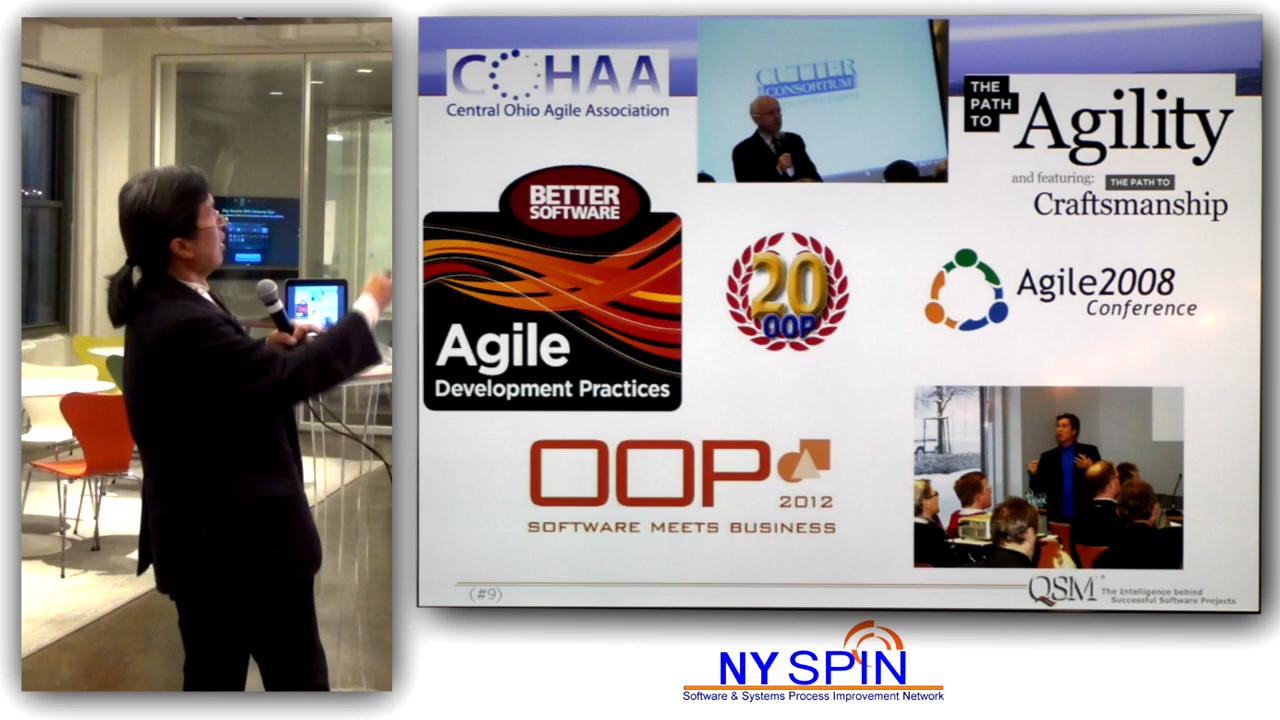 COHAA
Central Ohio Agile Association
CUTTER
CONSORTIUM
THE
PATH
TO
Agility
and featuring: THE PATH TO
Craftsmanship
BETTER
SOFTWARE
Agile
Development Practices
20
OOP
Agile2008
Conference
OOP
2012
SOFTWARE MEETS BUSINESS
(#9)
QSM
The Intelligence behind
Successful Software Projects
NY SPIN
Software & Systems Process Improvement Network